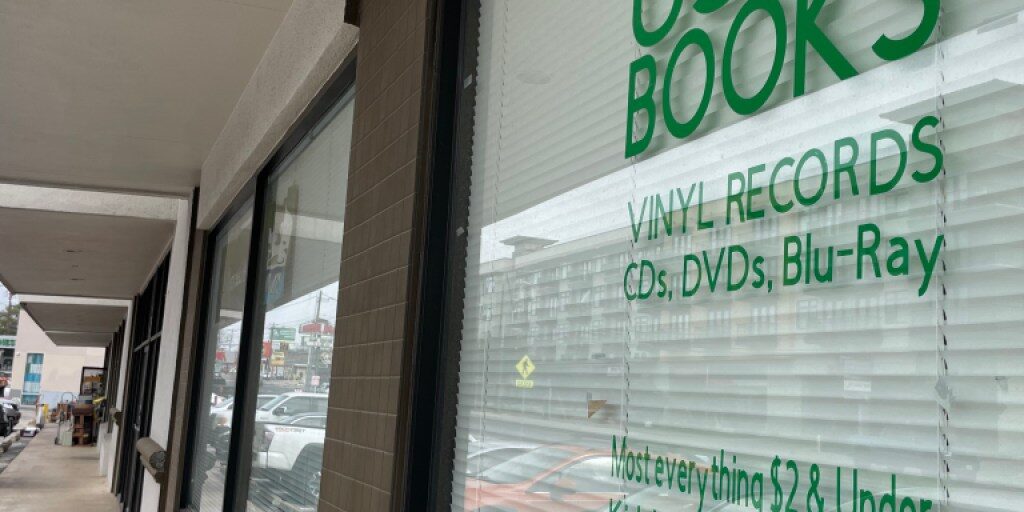 BOOKS
VINYL RECORDS
CDs, DVDs, Blu-Ray
Most everything $2 & Under